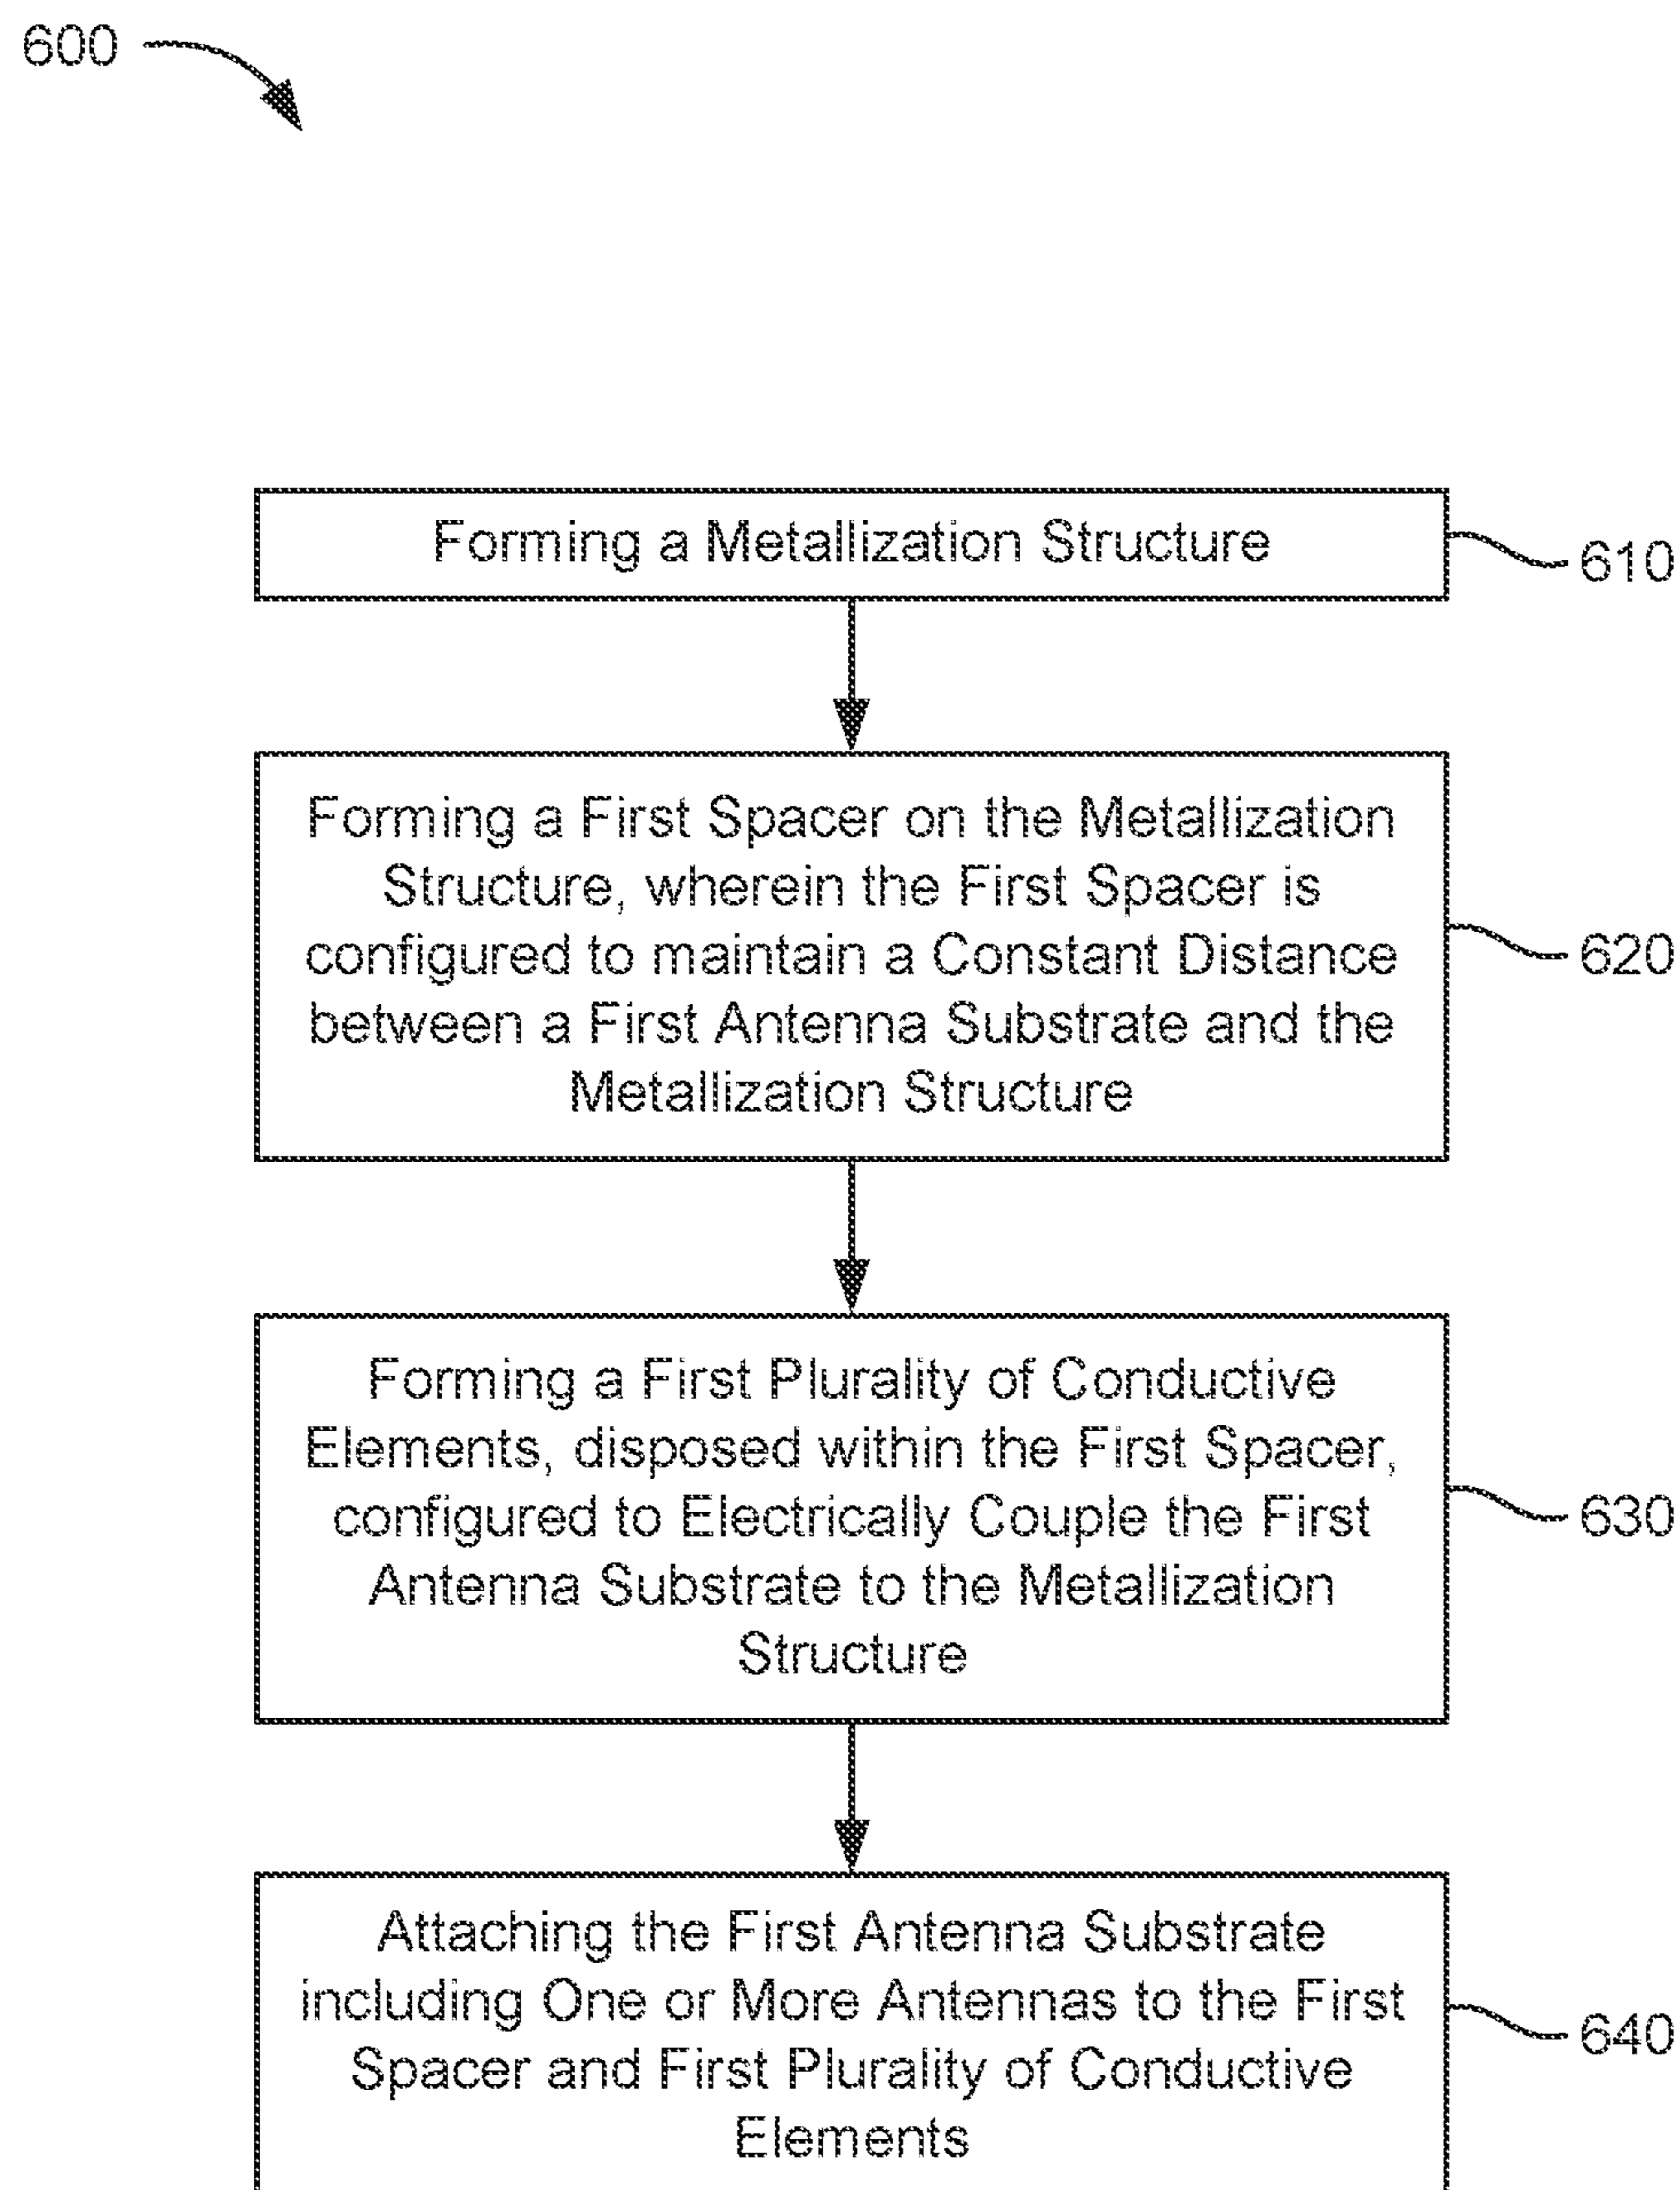 600
Forming a Metallization Structure
610
Forming a First Spacer on the Metallization
Structure, wherein the First Spacer is
configured to maintain a Constant Distance
between a First Antenna Substrate and the
Metallization Structure
620
Forming a First Plurality of Conductive
Elements, disposed within the First Spacer,
configured to Electrically Couple the First
Antenna Substrate to the Metallization
Structure
630
Attaching the First Antenna Substrate
including One or More Antennas to the First
Spacer and First Plurality of Conductive
Elements
640